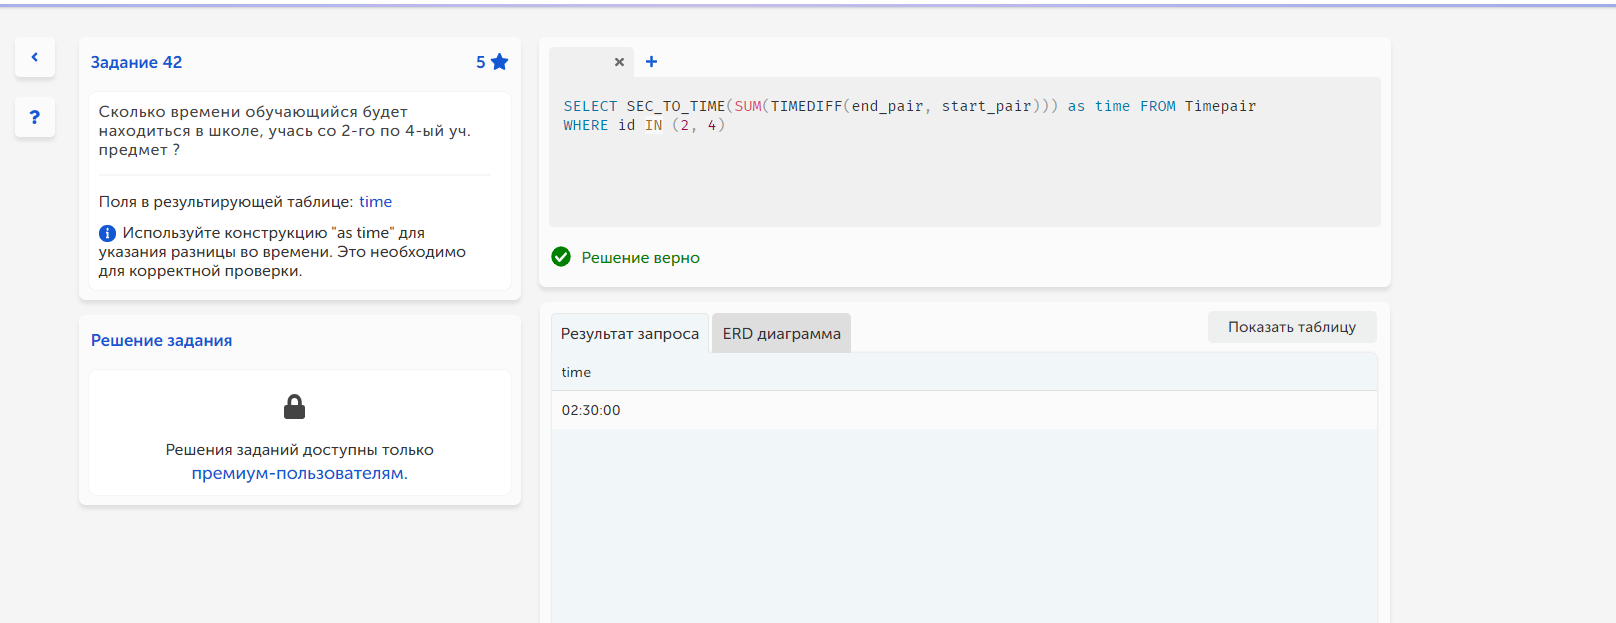 Задание 42
5
?
Сколько времени обучающийся будет
находиться в школе, учась со 2-го по 4-ый уч.
предмет ?
Поля в результирующей таблице: time
Используйте конструкцию "as time" для
указания разницы во времени. Это необходимо
для корректной проверки.
Решение задания
Решения заданий доступны только
премиум-пользователям.
SELECT SEC_TO_TIME(SUM(TIMEDIFF(end_pair, start_pair))) as time FROM Timepair
WHERE id IN (2, 4)
Решение верно
Результат запроса
ERD диаграмма
Показать таблицу
time
02:30:00